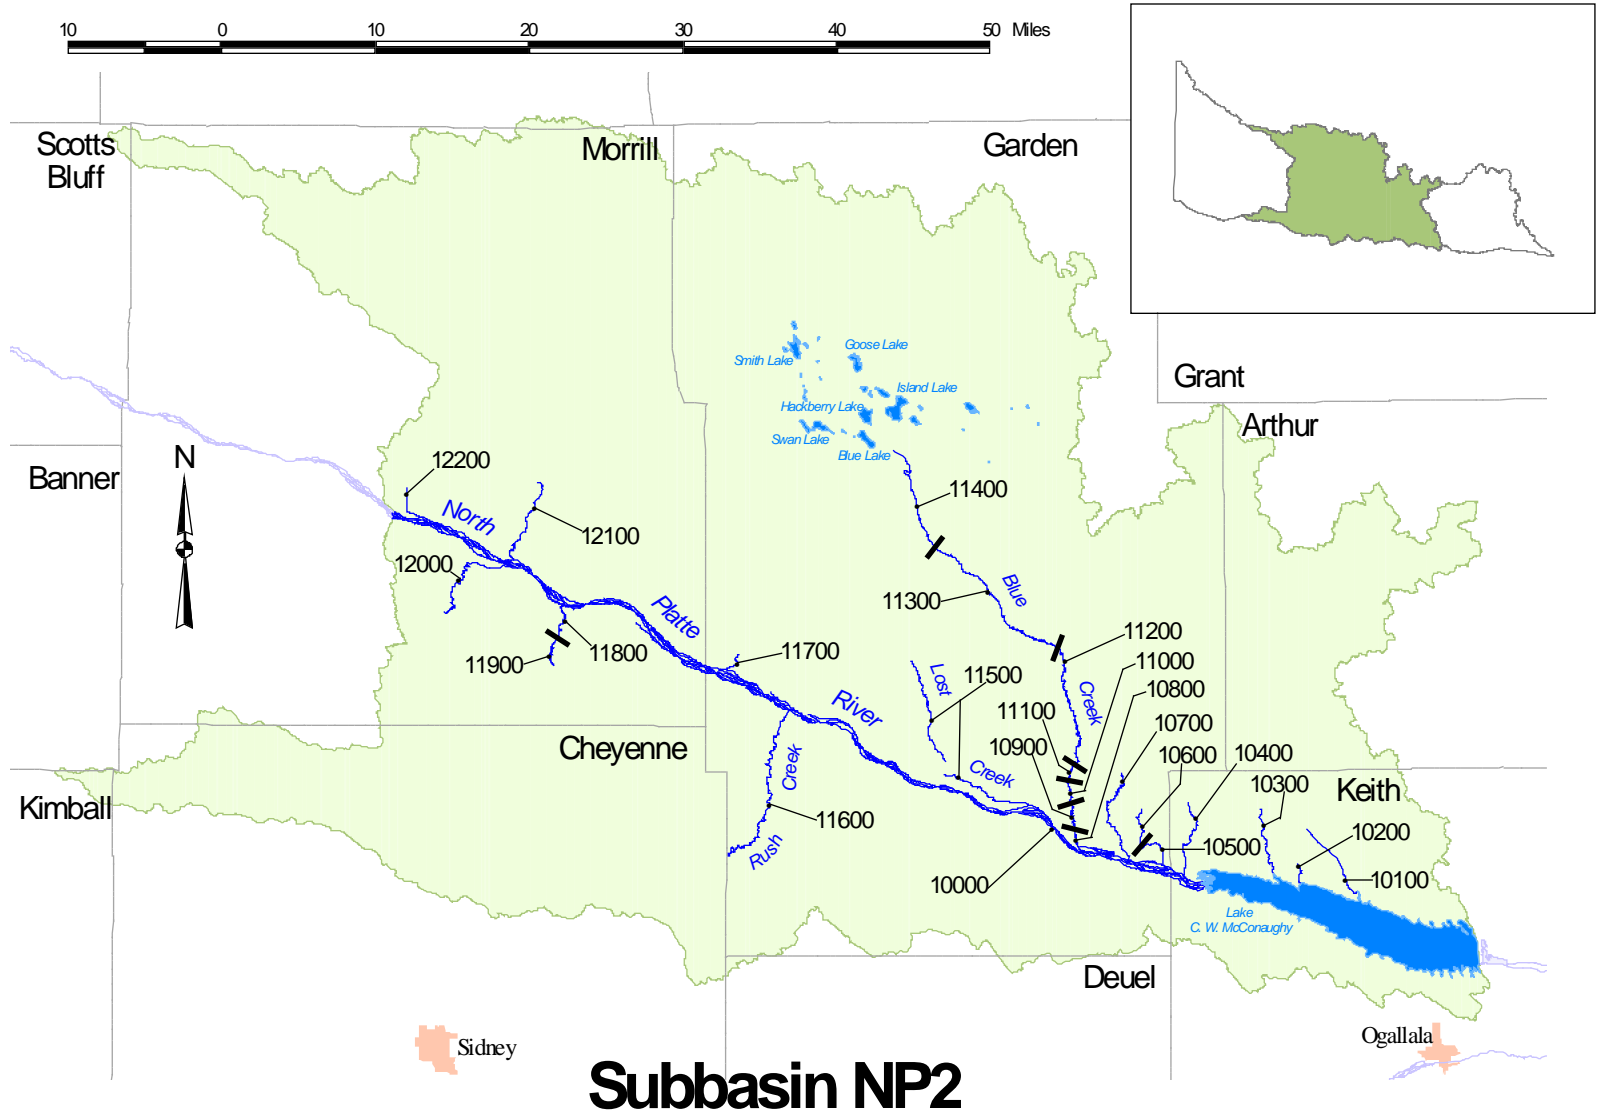 10 0 10 20 30 40 50 Miles
Scotts
Bluff
Morrill
Garden
Grant
Arthur
Banner
N
Smith Lake
Goose Lake
Island Lake
Hackberry Lake
Swan Lake
Blue Lake
12200
North
12100
12000
11400
11300
Blue
Platte
11900
11800
11700
11200
11000
10800
Lost
11500
Creek
11100
10700
River
10900
10600
10400
Cheyenne
Creek
Creek
10300
Keith
Kimball
11600
Rush
10200
10500
10100
10000
Lake
C. W. McConaughy
Deuel
Sidney
Ogallala
Subbasin NP2